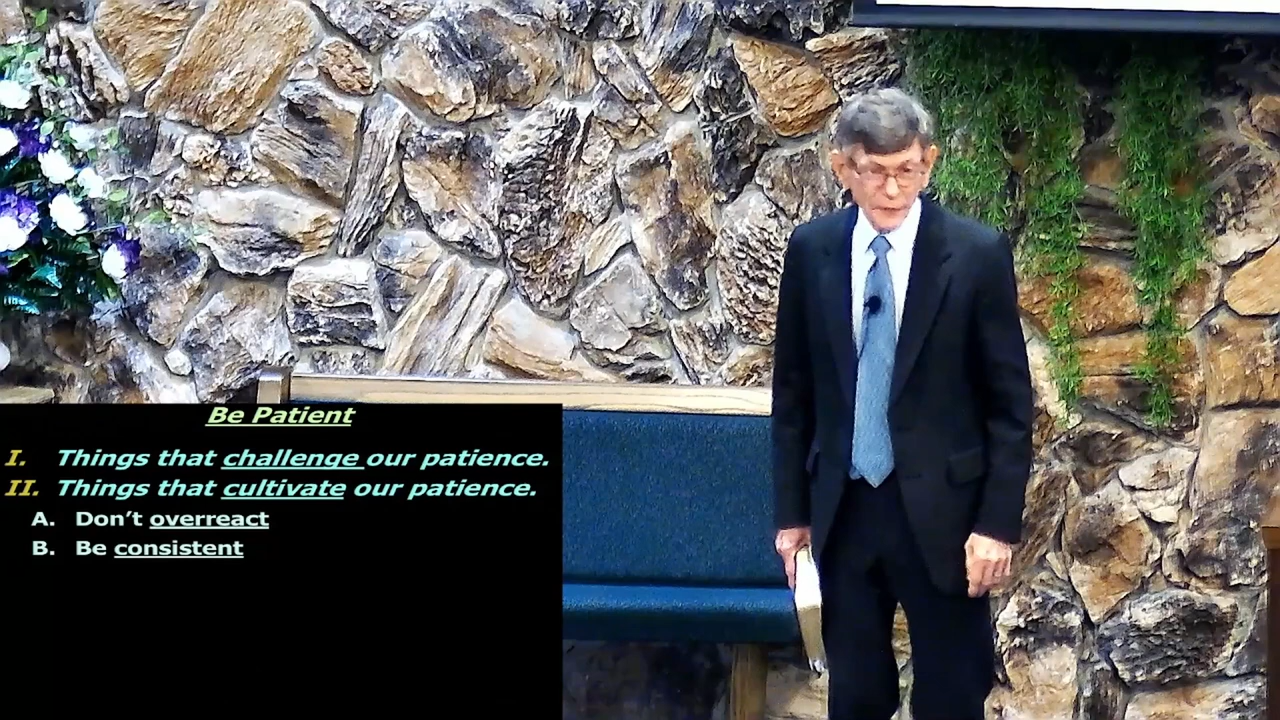 Be Patient
I. Things that challenge our patience.
II. Things that cultivate our patience.
A. Don't overreact
B. Be consistent